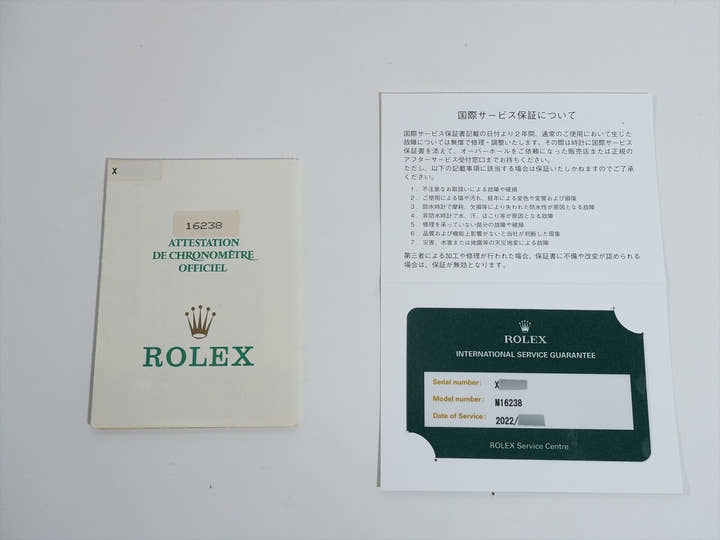 X
16238
ATTESTATION
DE CHRONOMÈTRE
OFFICIEL
ROLEX
国際サービス保証について
国際サービス保証書記載の日付より2年間、通常のご使用において生じた
故障については無償で修理・調整いたします。その際は時計に国際サービス
保証書を添えて、オーバーホールをご依頼になった販売店または正規の
アフターサービス受付窓口までお持ちください。
ただし、以下の記載事項に該当する場合は保証いたしかねますのでご了承
ください。
1. 不注意なお取扱いによる故障や破損
2. ご使用による傷や汚れ、経年による変色や変質および損傷
3. 防水時計で摩耗、欠損等により失われた防水性が原因となる故障
4. 非防水時計で水、汗、ほこり等が原因となる故障
5. 修理を承っていない部分の故障や破損
6. 品質および機能上影響がないと当社が判断した現象
7. 災害、水害または地震等の天災地変による故障
第三者による加工や修理が行われた場合、保証書に不備や改変が認められる
場合は、保証が無効となります。
ROLEX
INTERNATIONAL SERVICE GUARANTEE
Serial number: X
Model number: M16238
Date of Service: 2022/
ROLEX Service Centre